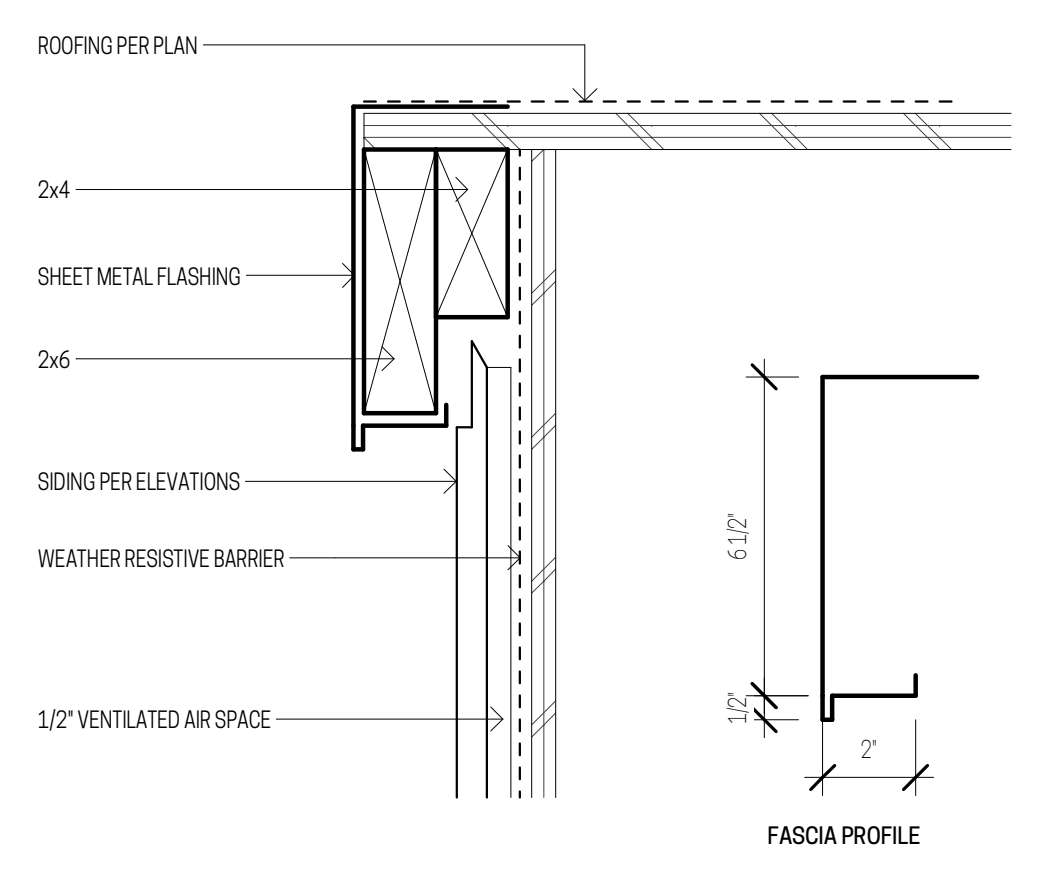 ROOFING PER PLAN
2x4
SHEET METAL FLASHING
2x6
SIDING PER ELEVATIONS
WEATHER RESISTIVE BARRIER
1/2" VENTILATED AIR SPACE
6 1/2"
1/2"
2"
FASCIA PROFILE